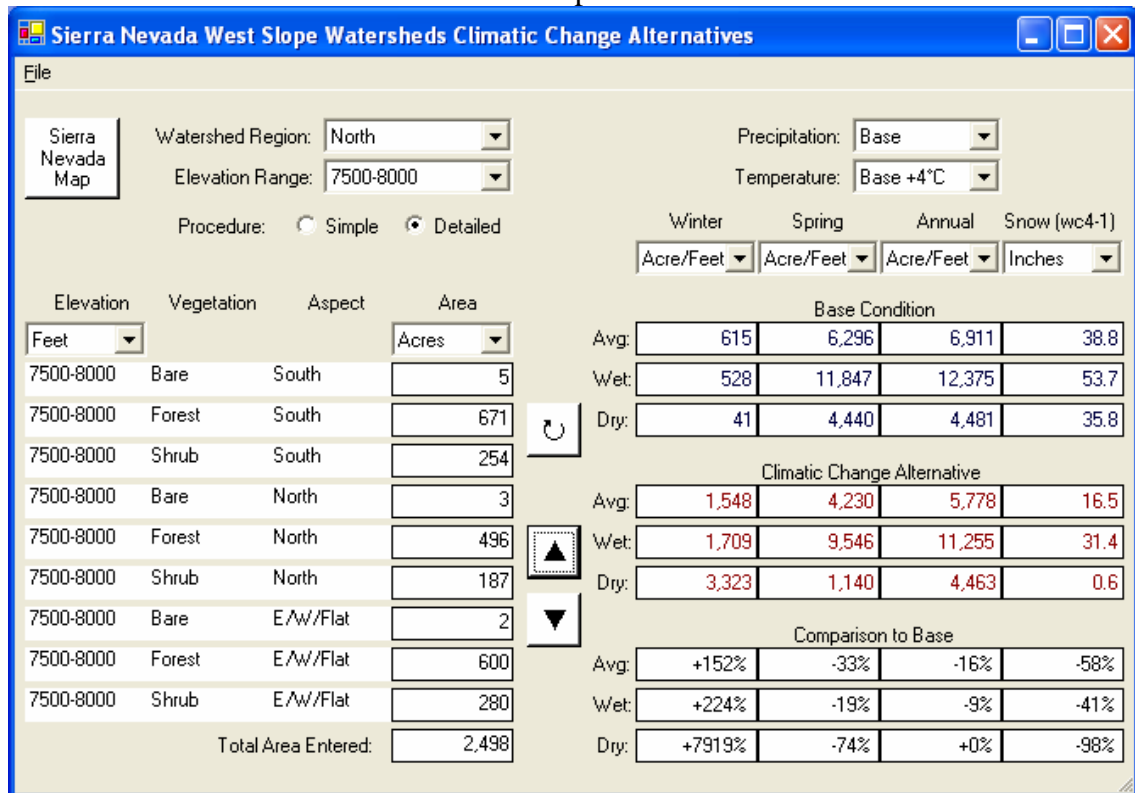 Sierra Nevada West Slope Watersheds Climatic Change Alternatives
File
Sierra
Nevada
Map
Watershed Region: North
Elevation Range: 7500-8000
Procedure: Simple Detailed
Precipitation: Base
Temperature: Base +4°C
Winter Spring Annual Snow (wc4-1)
Acre/Feet Acre/Feet Acre/Feet Inches
Elevation Vegetation Aspect Area
Feet Acres
7500-8000 Bare South 5
7500-8000 Forest South 671
7500-8000 Shrub South 254
7500-8000 Bare North 3
7500-8000 Forest North 496
7500-8000 Shrub North 187
7500-8000 Bare E/W/Flat 2
7500-8000 Forest E/W/Flat 600
7500-8000 Shrub E/W/Flat 280
Total Area Entered: 2,498
Base Condition
Avg: 615 6,296 6,911 38.8
Wet: 528 11,847 12,375 53.7
Dry: 41 4,440 4,481 35.8
Climatic Change Alternative
Avg: 1,548 4,230 5,778 16.5
Wet: 1,709 9,546 11,255 31.4
Dry: 3,323 1,140 4,463 0.6
Comparison to Base
Avg: +152% -33% -16% -58%
Wet: +224% -19% -9% -41%
Dry: +7919% -74% +0% -98%